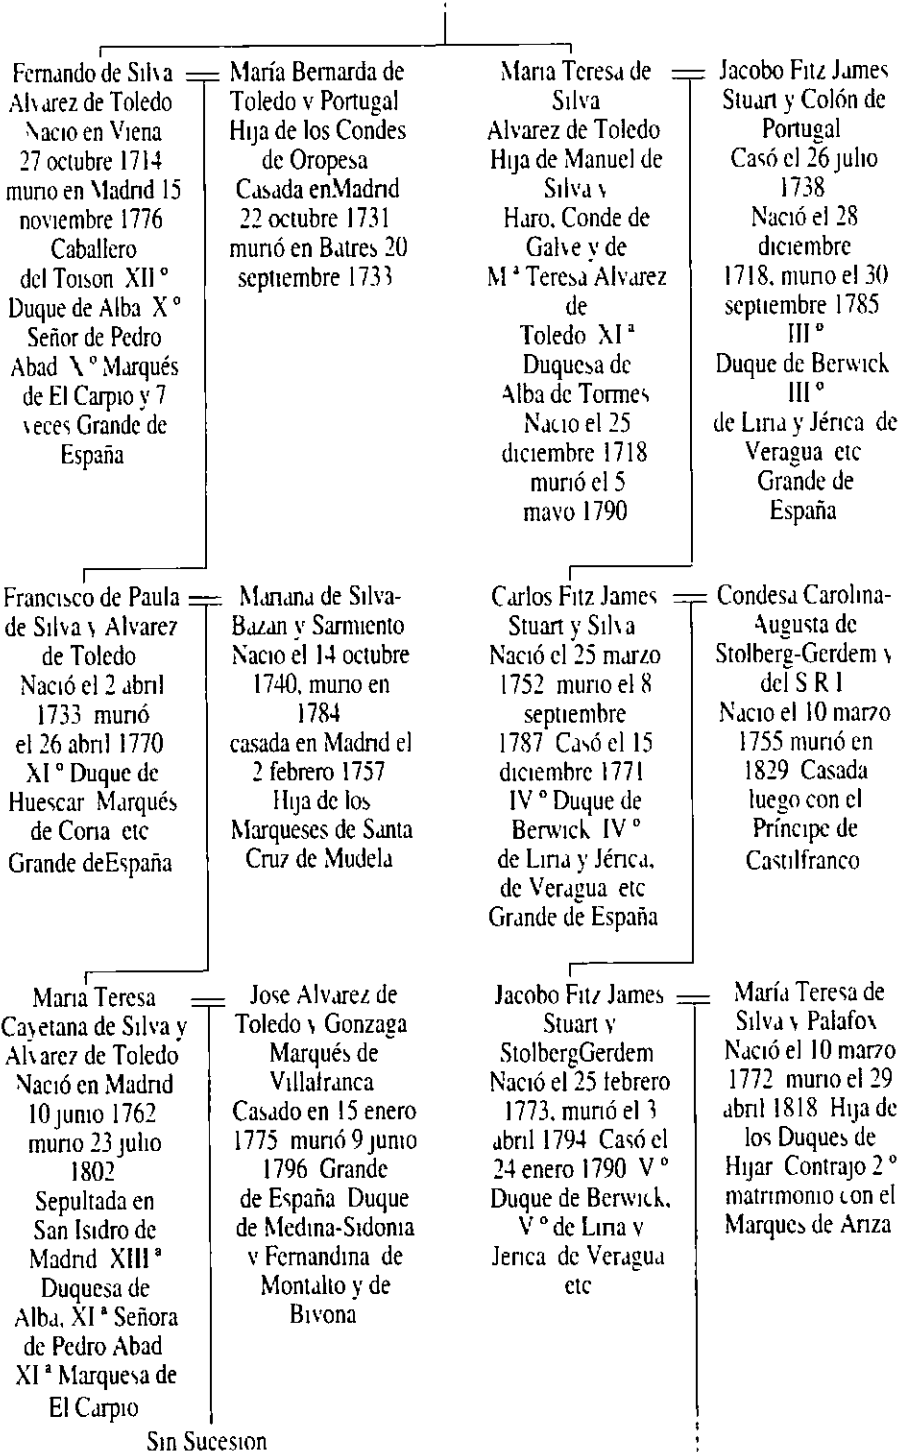 Fernando de Silva
Alvarez de Toledo
Nacio en Viena
27 octubre 1714
murio en Madrid 15
noviembre 1776
Caballero
del Toison XII º
Duque de Alba X º
Señor de Pedro
Abad X º Marqués
de El Carpio y 7
veces Grande de
España
María Bernarda de
Toledo y Portugal
Hija de los Condes
de Oropesa
Casada enMadrid
22 octubre 1731
murió en Batres 20
septiembre 1733
Maria Teresa de
Silva
Alvarez de Toledo
Hija de Manuel de
Silva y
Haro, Conde de
Galve y de
M ª Teresa Alvarez
de
Toledo XI ª
Duquesa de
Alba de Tormes
Nacio el 25
diciembre 1718
murió el 5
mayo 1790
Jacobo Fitz James
Stuart y Colón de
Portugal
Casó el 26 julio
1738
Nació el 28
diciembre
1718, murio el 30
septiembre 1785
III º
Duque de Berwick
III º
de Liria y Jérica de
Veragua etc
Grande de
España
Francisco de Paula
de Silva y Alvarez
de Toledo
Nació el 2 abril
1733 murió
el 26 abril 1770
XI º Duque de
Huescar Marqués
de Coria etc
Grande deEspaña
Mariana de Silva-
Bazan y Sarmiento
Nacio el 14 octubre
1740, murio en
1784
casada en Madrid el
2 febrero 1757
Hija de los
Marqueses de Santa
Cruz de Mudela
Carlos Fitz James
Stuart y Silva
Nació el 25 marzo
1752 murio el 8
septiembre
1787 Casó el 15
diciembre 1771
IV º Duque de
Berwick IV º
de Liria y Jérica,
de Veragua etc
Grande de España
Condesa Carolina-
Augusta de
Stolberg-Gerdem y
del S R I
Nacio el 10 marzo
1755 murió en
1829 Casada
luego con el
Príncipe de
Castilfranco
Maria Teresa
Cayetana de Silva y
Alvarez de Toledo
Nació en Madrid
10 junio 1762
murio 23 julio
1802
Sepultada en
San Isidro de
Madrid XIII ª
Duquesa de
Alba, XI ª Señora
de Pedro Abad
XI ª Marquesa de
El Carpio
Jose Alvarez de
Toledo y Gonzaga
Marqués de
Villafranca
Casado en 15 enero
1775 murió 9 junio
1796 Grande
de España Duque
de Medina-Sidonia
y Fernandina de
Montalto y de
Bivona
Jacobo Fitz James
Stuart y
StolbergGerdem
Nació el 25 febrero
1773, murió el 3
abril 1794 Casó el
24 enero 1790 V º
Duque de Berwick,
V º de Liria y
Jerica de Veragua
etc
María Teresa de
Silva y Palafox
Nació el 10 marzo
1772 murio el 29
abril 1818 Hija de
los Duques de
Hijar Contrajo 2 º
matrimonio con el
Marques de Ariza
Sin Sucesion